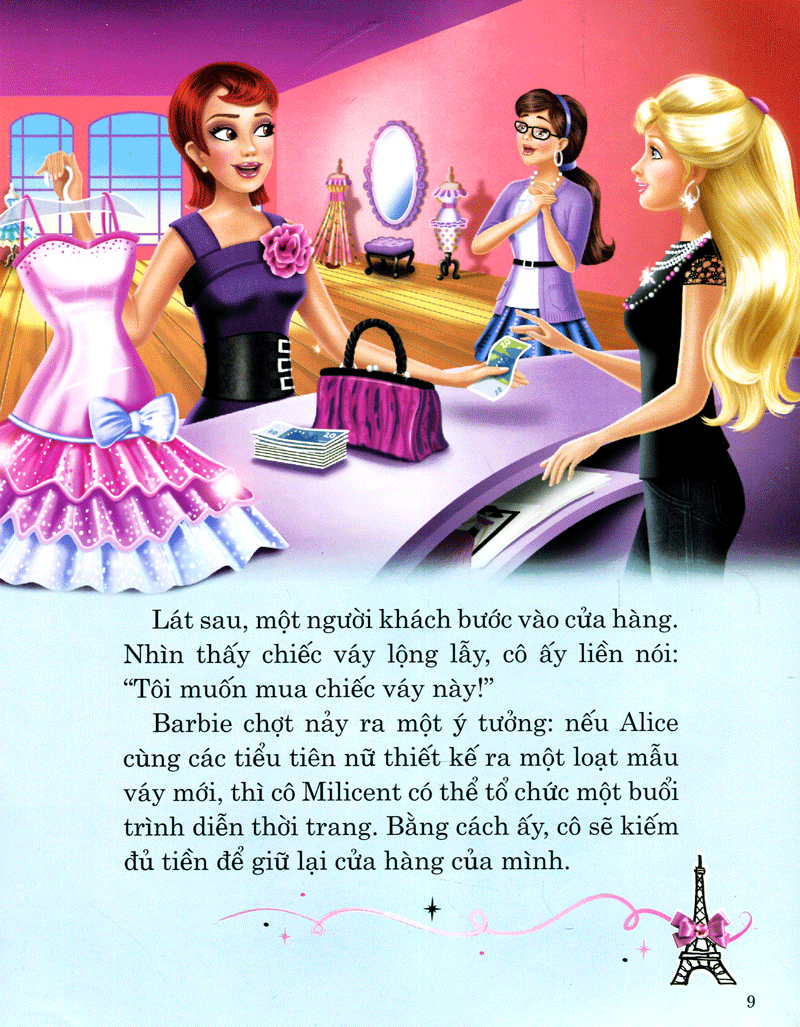 20
20
Lát sau, một người khách bước vào cửa hàng.
Nhìn thấy chiếc váy lộng lẫy, cô ấy liền nói:
“Tôi muốn mua chiếc váy này!”
Barbie chợt nảy ra một ý tưởng: nếu Alice
cùng các tiểu tiên nữ thiết kế ra một loạt mẫu
váy mới, thì cô Milicent có thể tổ chức một buổi
trình diễn thời trang. Bằng cách ấy, cô sẽ kiếm
đủ tiền để giữ lại cửa hàng của mình.
9